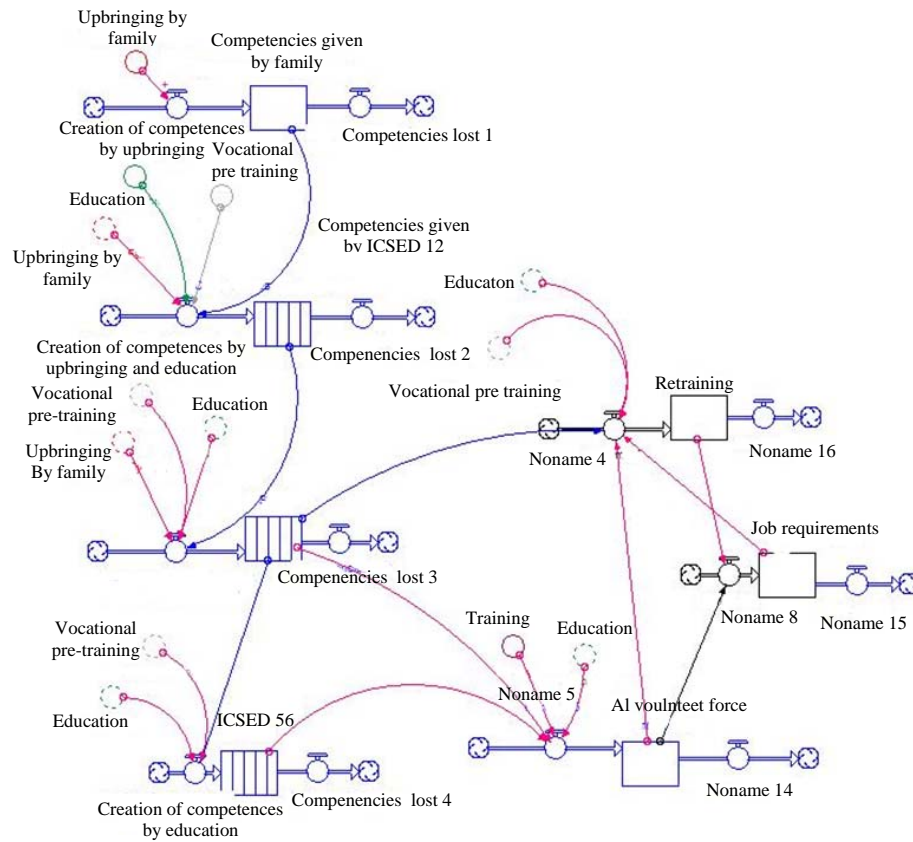 Upbringing by
family
Competencies given
by family
Creation of competences
by upbringing
Competencies lost 1
Vocational
pre training
Education
Competencies given
bv ICSED 12
Upbringing by
family
Creation of competences by
upbringing and education
Compenencies lost 2
Educaton
Vocational pre training
Retraining
Noname 4
Noname 16
Vocational
pre-training
Education
Upbringing
By family
Compenencies lost 3
Job requirements
Noname 8
Noname 15
Training
Education
Noname 5
Al voulnteet force
Noname 14
Vocational
pre-training
Education
ICSED 56
Creation of competences
by education
Compenencies lost 4